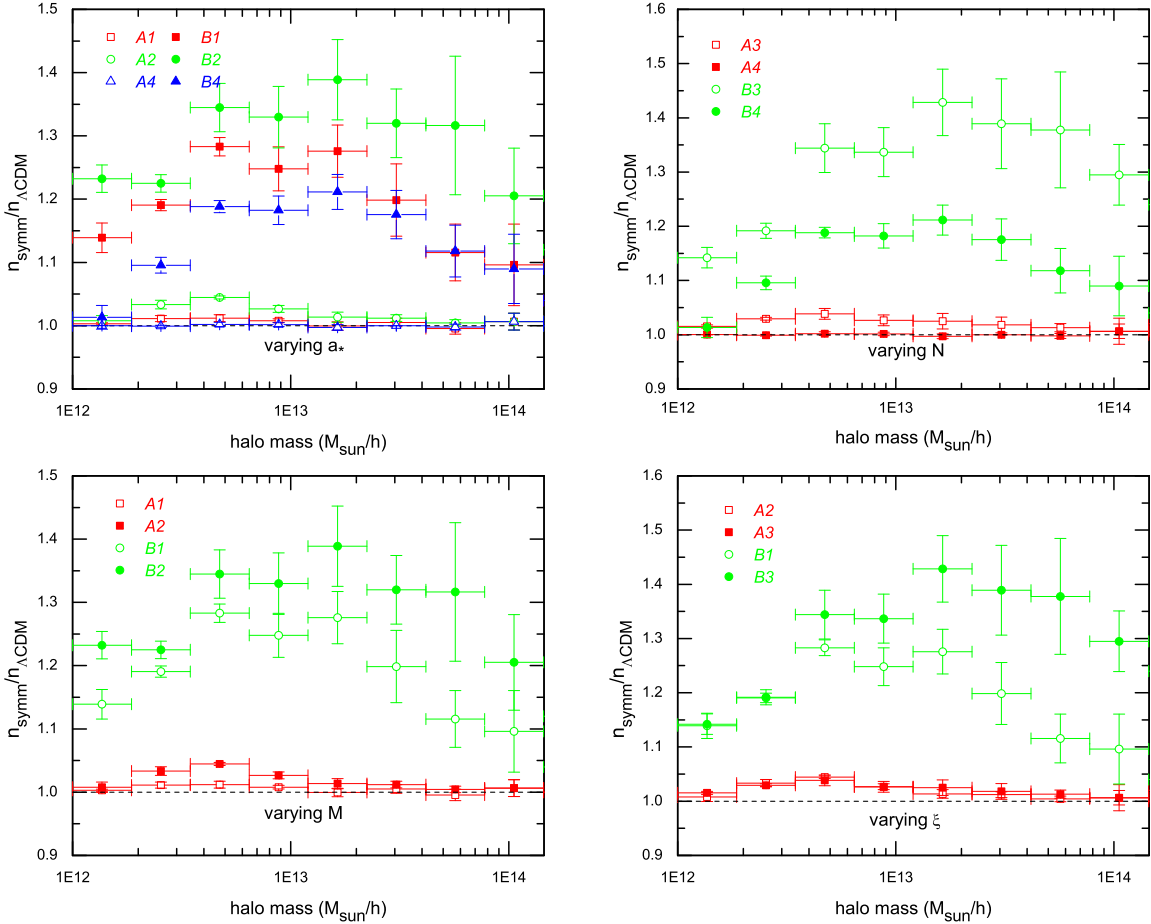 1.5
1.4
1.3
1.2
1.1
1.0
0.9
n_symm/n_ΛCDM
A1 B1
A2 B2
A4 B4
varying a_*
1E12 1E13 1E14
halo mass (M_sun/h)
1.6
1.5
1.4
1.3
1.2
1.1
1.0
0.9
n_symm/n_ΛCDM
A3
A4
B3
B4
varying N
1E12 1E13 1E14
halo mass (M_sun/h)
1.5
1.4
1.3
1.2
1.1
1.0
0.9
n_symm/n_ΛCDM
A1
A2
B1
B2
varying M
1E12 1E13 1E14
halo mass (M_sun/h)
1.6
1.5
1.4
1.3
1.2
1.1
1.0
0.9
n_symm/n_ΛCDM
A2
A3
B1
B3
varying ξ
1E12 1E13 1E14
halo mass (M_sun/h)